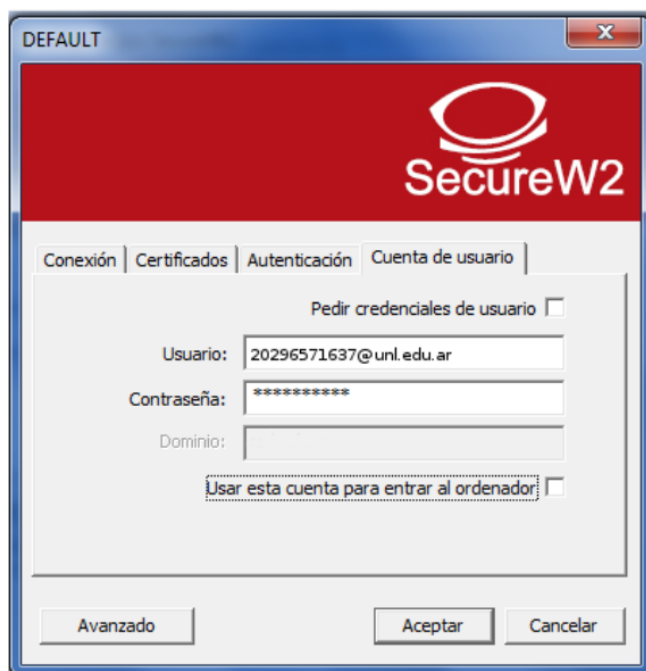 DEFAULT
SecureW2
Conexión Certificados Autenticación Cuenta de usuario
Pedir credenciales de usuario
Usuario: 20296571637@unl.edu.ar
Contraseña: **********
Dominio:
Usar esta cuenta para entrar al ordenador
Avanzado Aceptar Cancelar